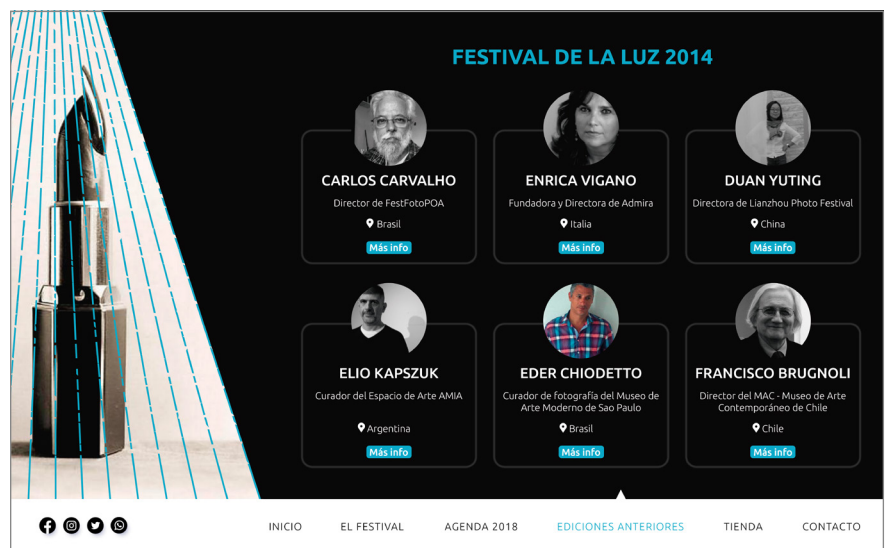 FESTIVAL DE LA LUZ 2014
CARLOS CARVALHO
Director de FestFotoPOA
Brasil
Más info
ENRICA VIGANO
Fundadora y Directora de Admira
Italia
Más info
DUAN YUTING
Directora de Lianzhou Photo Festival
China
Más info
ELIO KAPSZUK
Curador del Espacio de Arte AMIA
Argentina
Más info
EDER CHIODETTO
Curador de fotografía del Museo de
Arte Moderno de Sao Paulo
Brasil
Más info
FRANCISCO BRUGNOLI
Director del MAC - Museo de Arte
Contemporáneo de Chile
Chile
Más info
INICIO EL FESTIVAL AGENDA 2018 EDICIONES ANTERIORES TIENDA CONTACTO